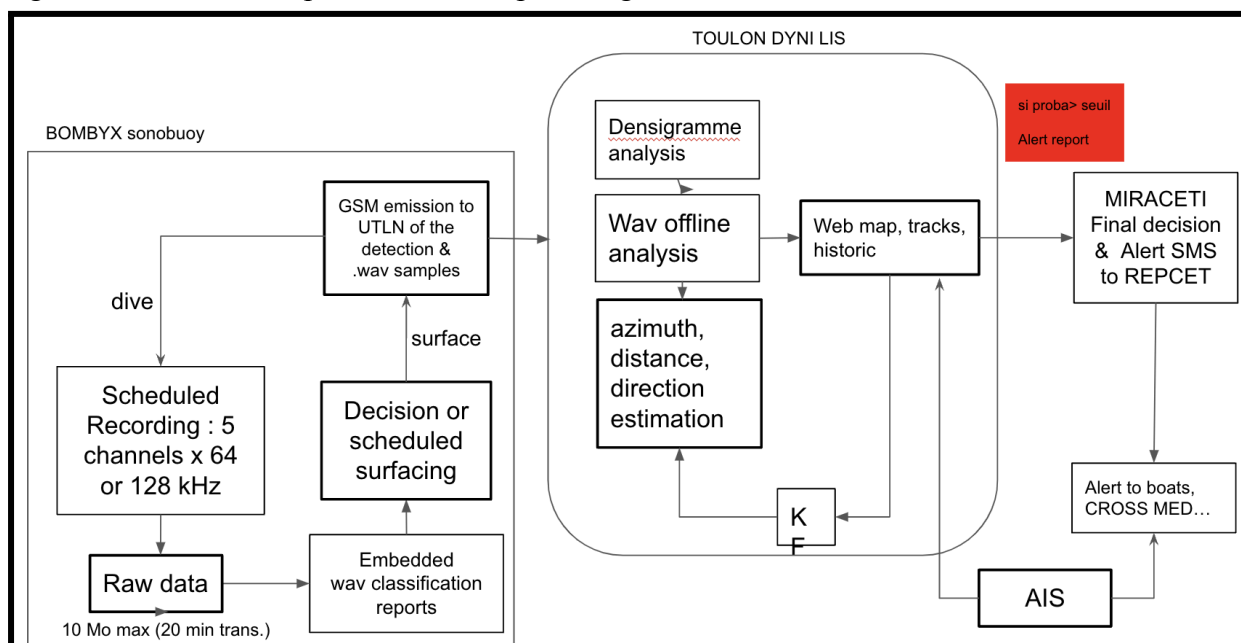 TOULON DYNI LIS
BOMBYX sonobuoy
GSM emission to
UTLN of the
detection &
.wav samples
dive
surface
Scheduled
Recording : 5
channels x 64
or 128 kHz
Decision or
scheduled
surfacing
Raw data
10 Mo max (20 min trans.)
Embedded
wav classification
reports
Densigramme
analysis
Wav offline
analysis
azimuth,
distance,
direction
estimation
Web map, tracks,
historic
K
F
si proba> seuil
Alert report
MIRACETI
Final decision
& Alert SMS
to REPCET
Alert to boats,
CROSS MED…
AIS